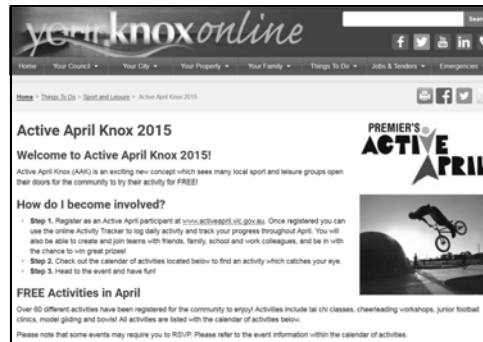 your knox online
Sear
Home Your Council Your City Your Property Your Family Things To Do Jobs & Tenders Emergencies
Home > Things To Do > Sport and Leisure > Active April Knox 2015
Active April Knox 2015
PREMIER'S
ACTIVE
APRIL
Welcome to Active April Knox 2015!
Active April Knox (AAK) is an exciting new concept which sees many local sport and leisure groups open
their doors for the community to try their activity for FREE!
How do I become involved?
Step 1. Register as an Active April participant at www.activeapril.vic.gov.au. Once registered you can
use the online Activity Tracker to log daily activity and track your progress throughout April. You will
also be able to create and join teams with friends, family, school and work colleagues, and be in with
the chance to win great prizes!
Step 2. Check out the calendar of activities located below to find an activity which catches your eye.
Step 3. Head to the event and have fun!
FREE Activities in April
Over 60 different activities have been registered for the community to enjoy! Activities include tai chi classes, cheerleading workshops, junior football
clinics, model gliding and bowls! All activities are listed with the calendar of activities below.
Please note that some events may require you to RSVP. Please refer to the event information within the calendar of activities.